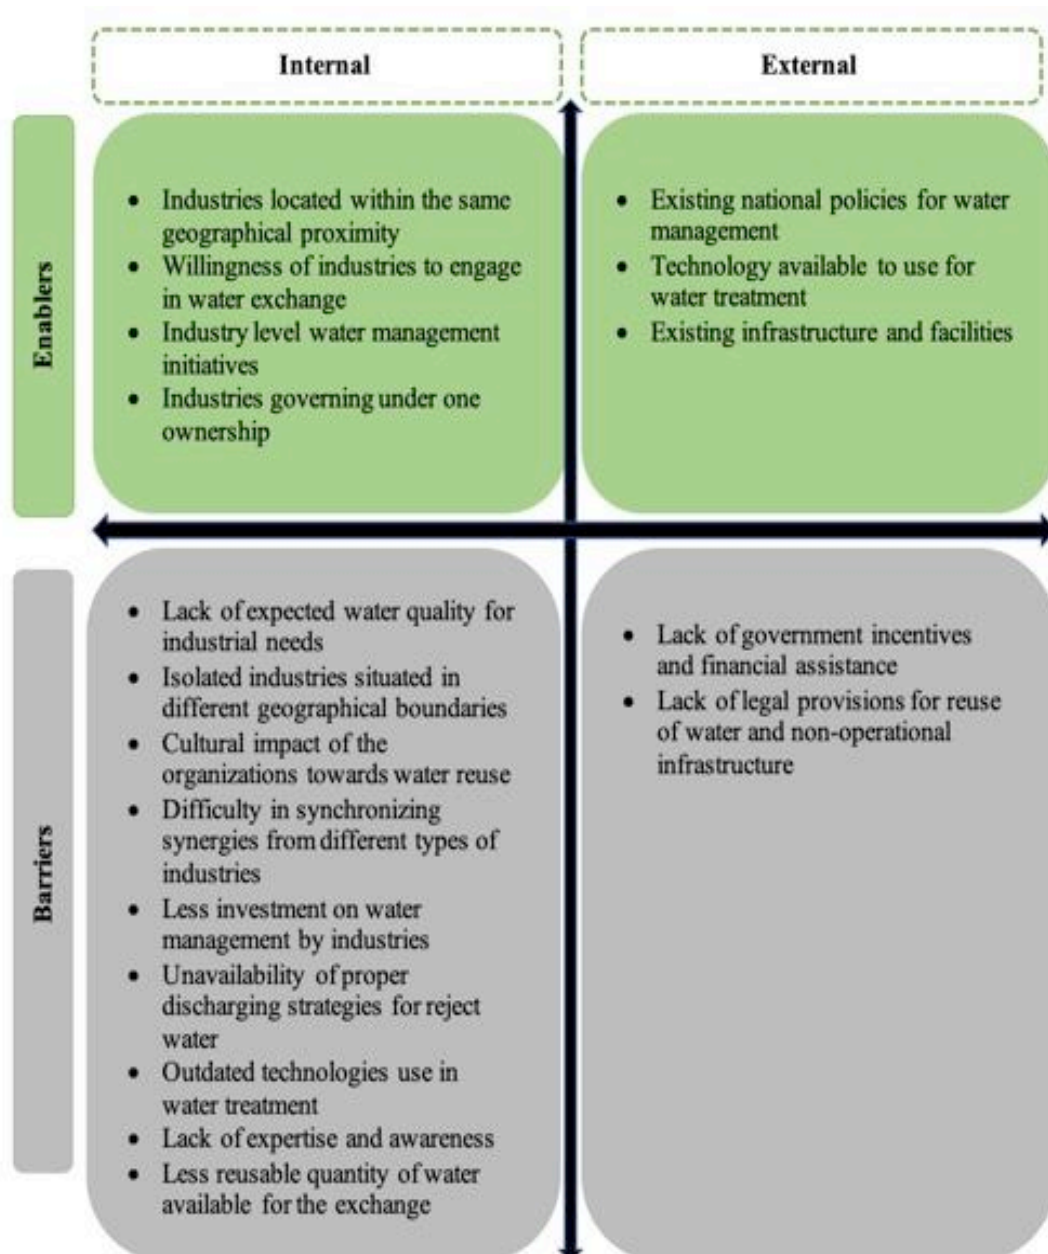 Internal
External
Enablers
• Industries located within the same
geographical proximity
• Willingness of industries to engage
in water exchange
• Industry level water management
initiatives
• Industries governing under one
ownership
• Existing national policies for water
management
• Technology available to use for
water treatment
• Existing infrastructure and facilities
Barriers
• Lack of expected water quality for
industrial needs
• Isolated industries situated in
different geographical boundaries
• Cultural impact of the
organizations towards water reuse
• Difficulty in synchronizing
synergies from different types of
industries
• Less investment on water
management by industries
• Unavailability of proper
discharging strategies for reject
water
• Outdated technologies use in
water treatment
• Lack of expertise and awareness
• Less reusable quantity of water
available for the exchange
• Lack of government incentives
and financial assistance
• Lack of legal provisions for reuse
of water and non-operational
infrastructure